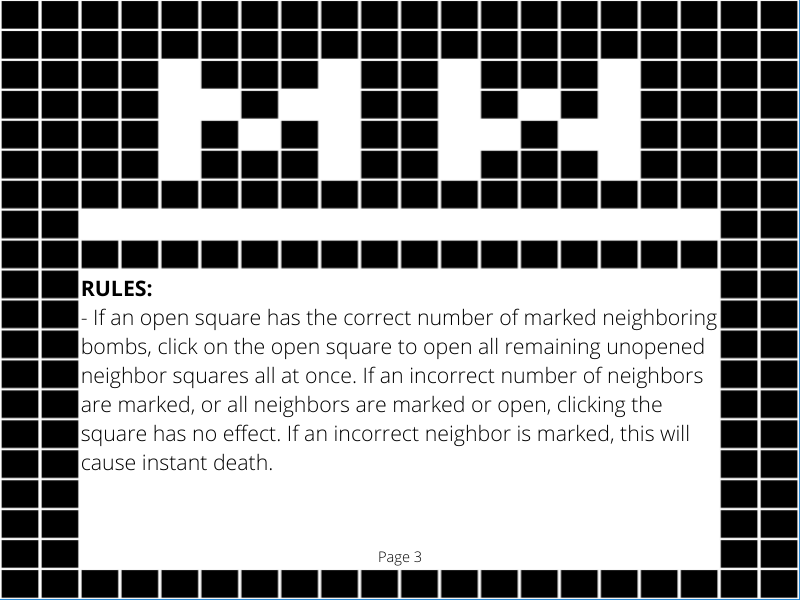 M W
RULES:
- If an open square has the correct number of marked neighboring
bombs, click on the open square to open all remaining unopened
neighbor squares all at once. If an incorrect number of neighbors
are marked, or all neighbors are marked or open, clicking the
square has no effect. If an incorrect neighbor is marked, this will
cause instant death.
Page 3